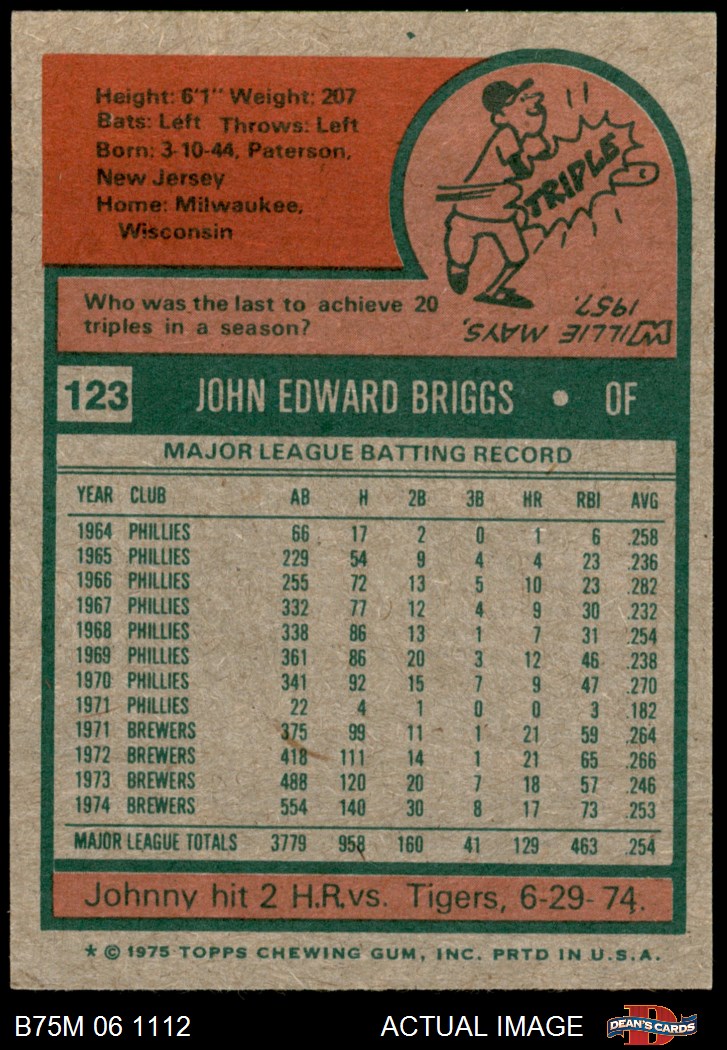 Height: 6'1" Weight: 207
Bats: Left Throws: Left
Born: 3-10-44, Paterson,
New Jersey
Home: Milwaukee,
Wisconsin
TRIPLE
Who was the last to achieve 20
triples in a season?
WILLIE MAYS,
1957.
123 JOHN EDWARD BRIGGS • OF
MAJOR LEAGUE BATTING RECORD
YEAR CLUB AB H 2B 3B HR RBI AVG
1964 PHILLIES 66 17 2 0 1 6 .258
1965 PHILLIES 229 54 9 4 4 23 .236
1966 PHILLIES 255 72 13 5 10 23 .282
1967 PHILLIES 332 77 12 4 9 30 .232
1968 PHILLIES 338 86 13 1 7 31 .254
1969 PHILLIES 361 86 20 3 12 46 .238
1970 PHILLIES 341 92 15 7 9 47 .270
1971 PHILLIES 22 4 1 0 0 3 .182
1971 BREWERS 375 99 11 1 21 59 .264
1972 BREWERS 418 111 14 1 21 65 .266
1973 BREWERS 488 120 20 7 18 57 .246
1974 BREWERS 554 140 30 8 17 73 .253
MAJOR LEAGUE TOTALS 3779 958 160 41 129 463 .254
Johnny hit 2 H.R.vs. Tigers, 6-29-74.
* © 1975 TOPPS CHEWING GUM, INC. PRTD IN U.S.A.
B75M 06 1112 ACTUAL IMAGE DEAN'S CARDS